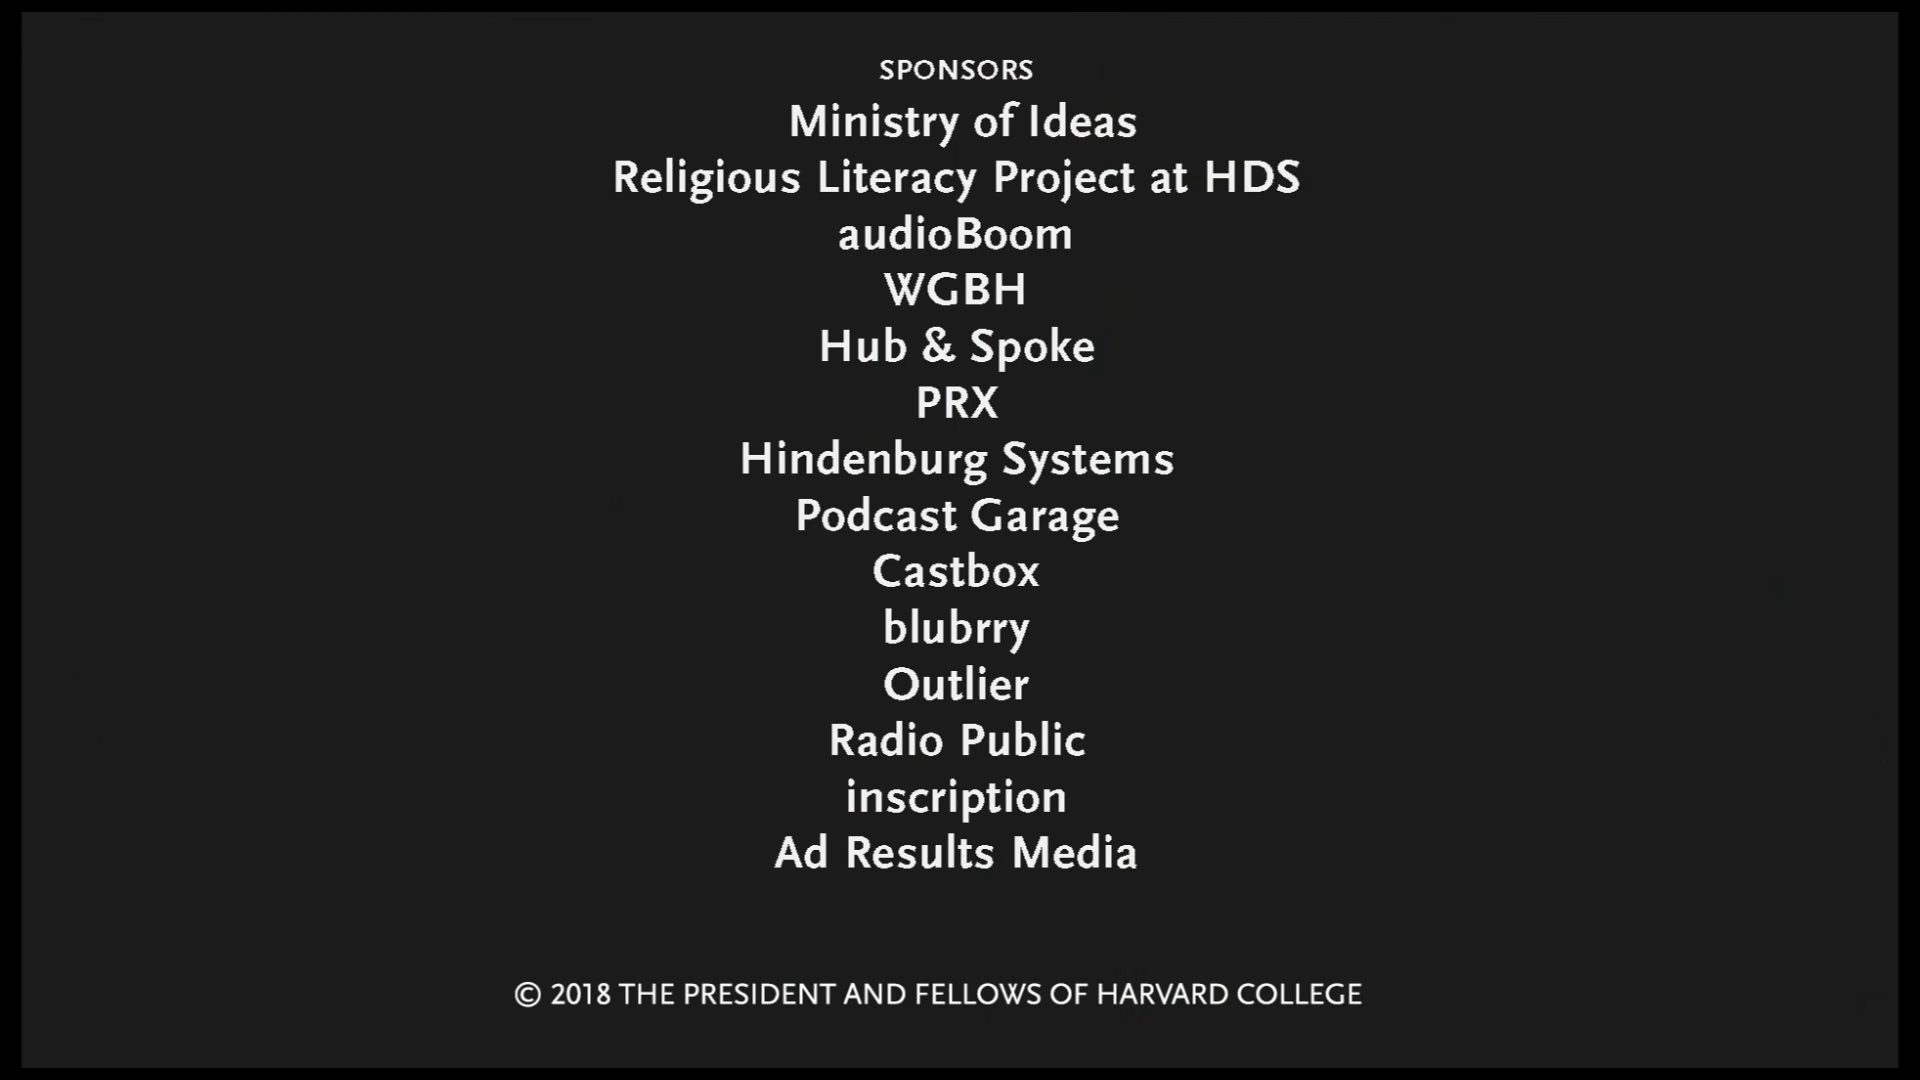 SPONSORS
Ministry of Ideas
Religious Literacy Project at HDS
audioBoom
WGBH
Hub & Spoke
PRX
Hindenburg Systems
Podcast Garage
Castbox
blubrry
Outlier
Radio Public
inscription
Ad Results Media
© 2018 THE PRESIDENT AND FELLOWS OF HARVARD COLLEGE